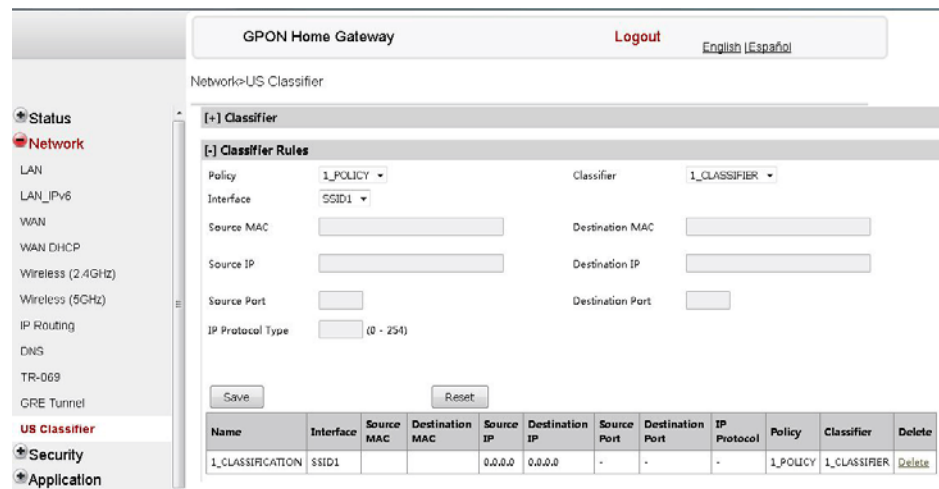 GPON Home Gateway
Logout
English |Español
Network>US Classifier
Status
Network
LAN
LAN_IPv6
WAN
WAN DHCP
Wireless (2.4GHz)
Wireless (5GHz)
IP Routing
DNS
TR-069
GRE Tunnel
US Classifier
Security
Application
[+] Classifier
[-] Classifier Rules
Policy 1_POLICY Classifier 1_CLASSIFIER
Interface SSID1
Source MAC Destination MAC
Source IP Destination IP
Source Port Destination Port
IP Protocol Type (0 - 254)
Save Reset
Name Interface Source MAC Destination MAC Source IP Destination IP Source Port Destination Port IP Protocol Policy Classifier Delete
1_CLASSIFICATION SSID1 0.0.0.0 0.0.0.0 - - - 1_POLICY 1_CLASSIFIER Delete